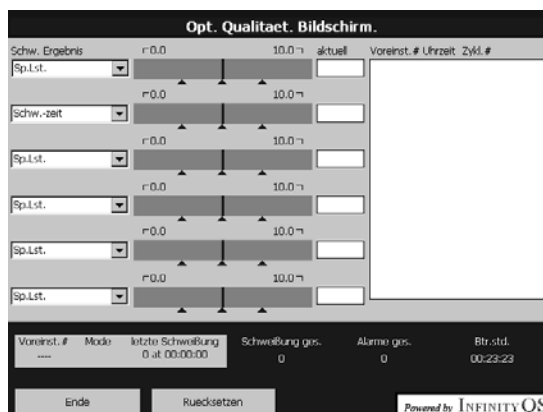 Opt. Qualitaet. Bildschirm.
Schw. Ergebnis 0.0 10.0 aktuell Voreinst. # Uhrzeit Zykl.#
Sp.Lst.
0.0 10.0
Schw.-zeit
0.0 10.0
Sp.Lst.
0.0 10.0
Sp.Lst.
0.0 10.0
Sp.Lst.
0.0 10.0
Sp.Lst.
Voreinst.# Mode letzte Schweißung Schweißung ges. Alarme ges. Btr.std.
---- 0 at 00:00:00 0 0 00:23:23
Ende Ruecksetzen
Powered by INFINITY OS